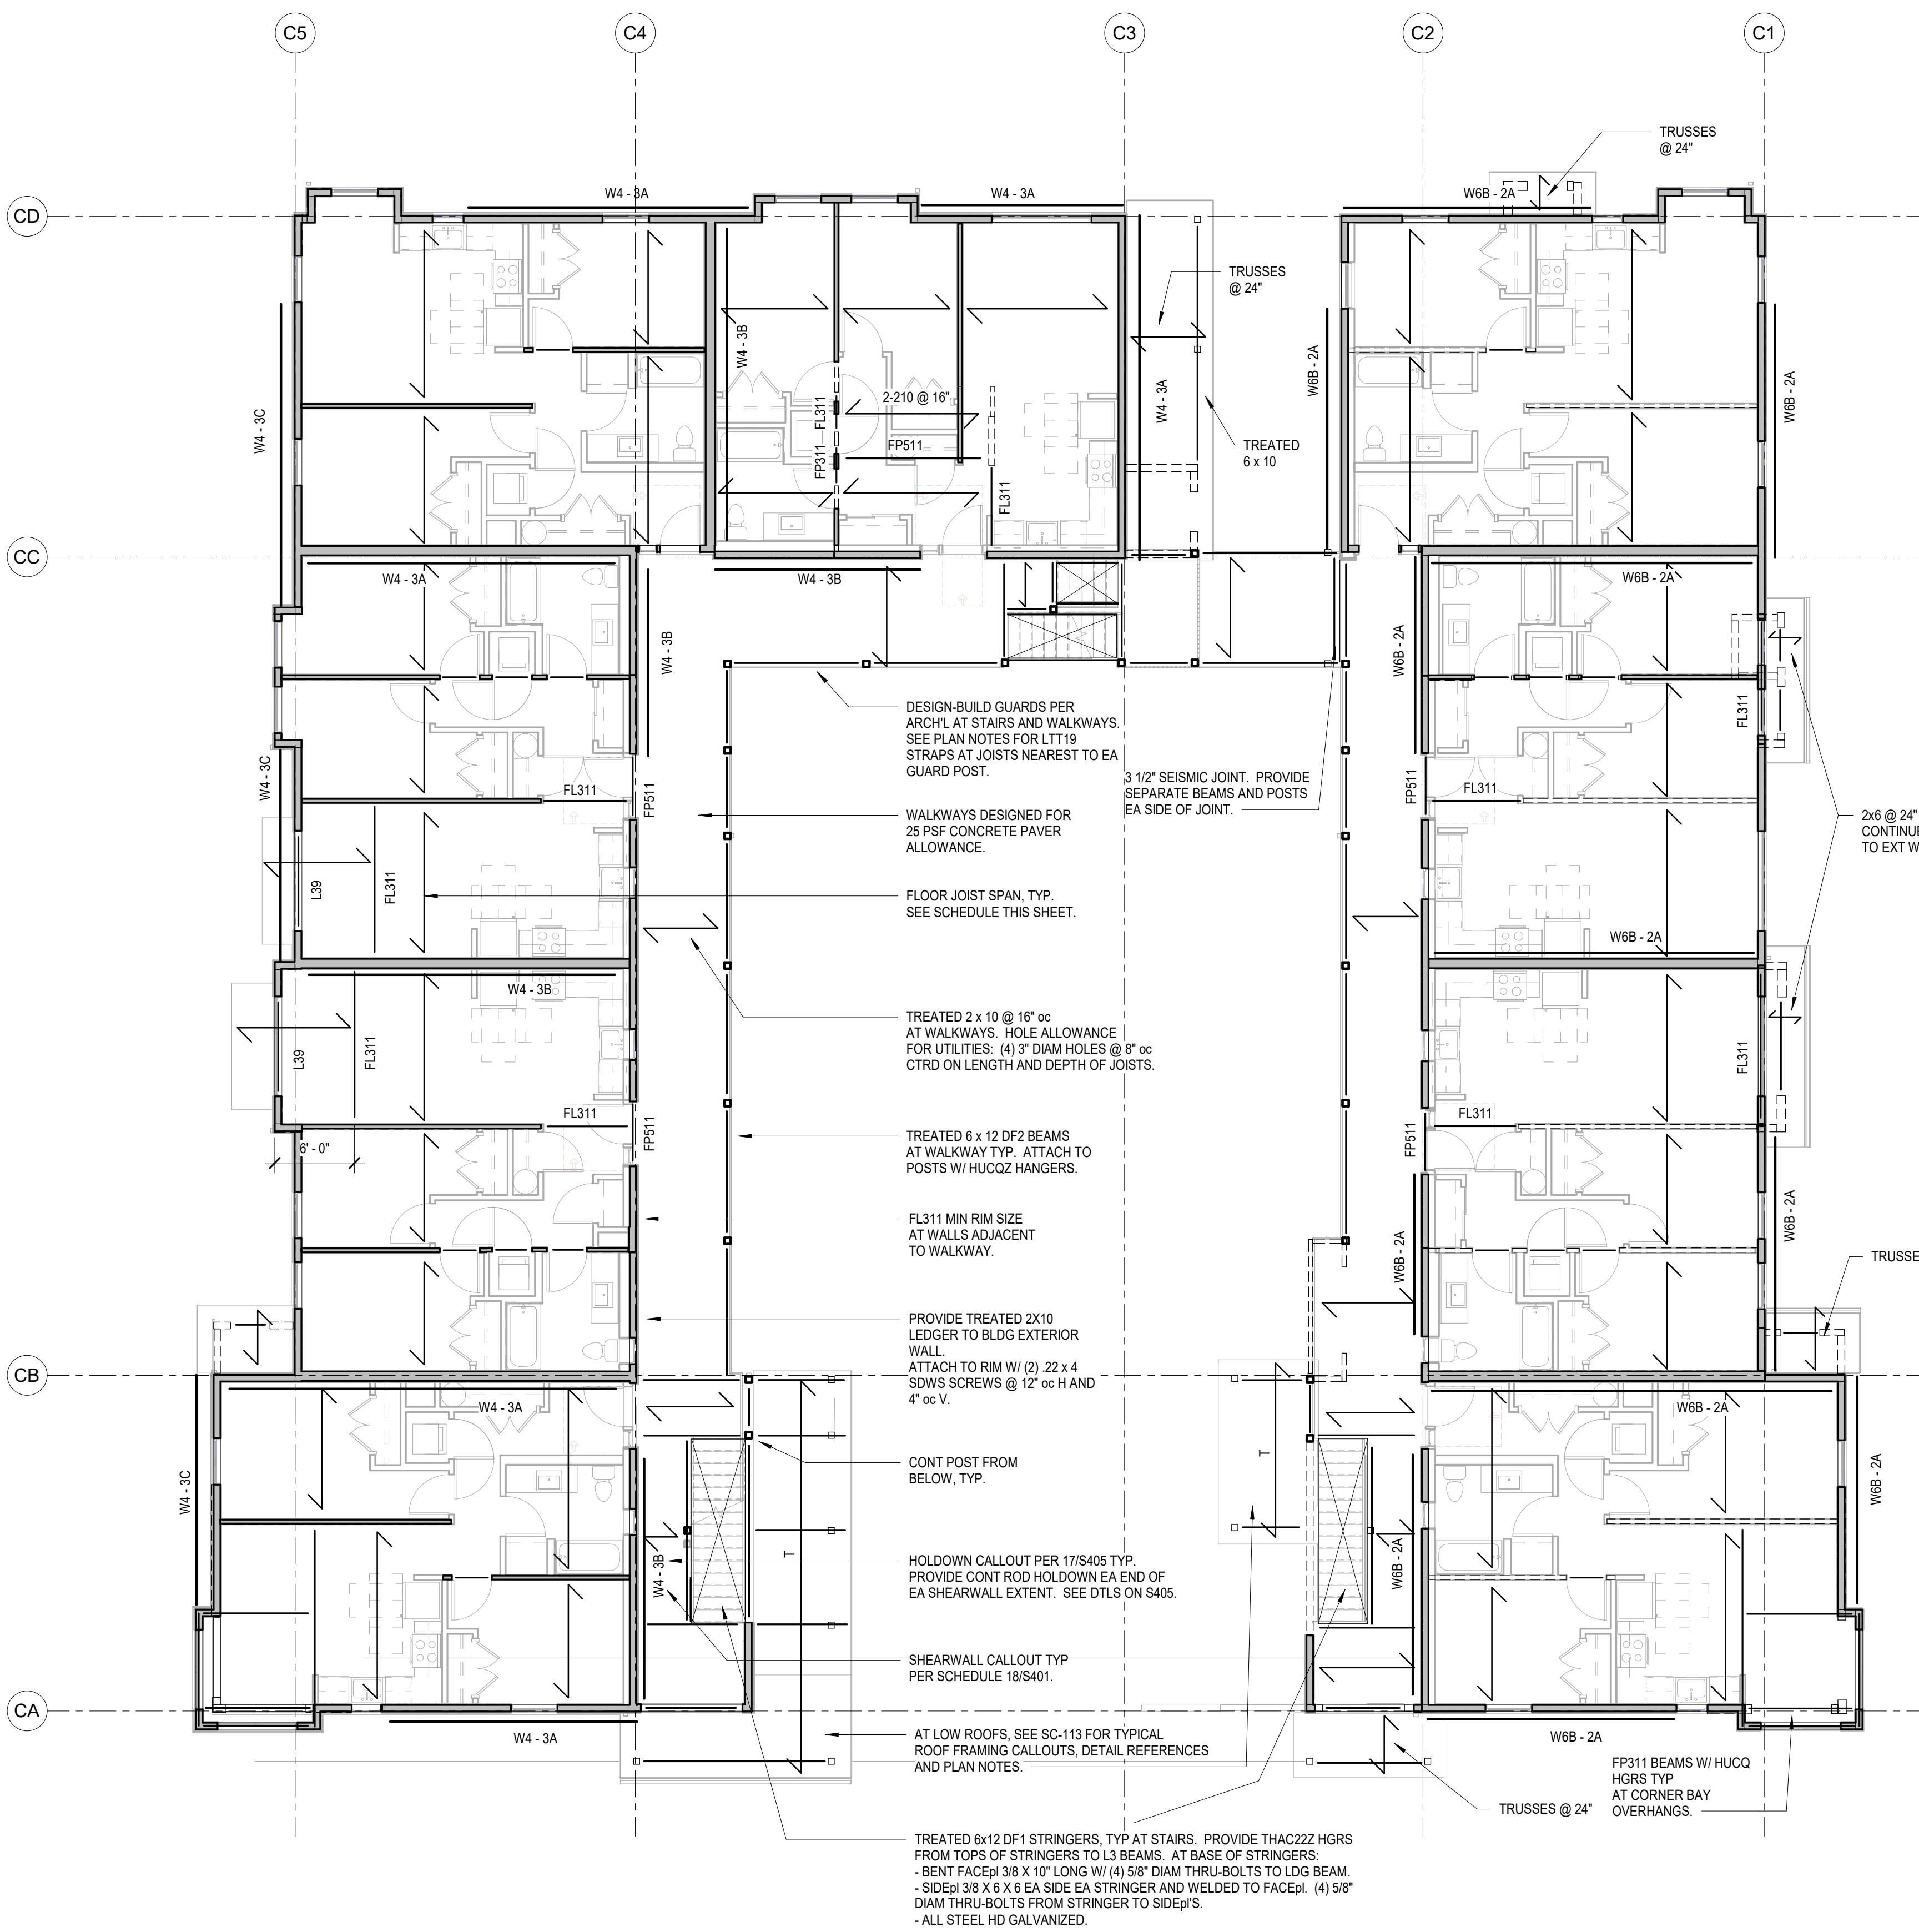 C5
C4
C3
C2
C1
TRUSSES
@ 24"
CD
W4 - 3A
W4 - 3A
W6B - 2A
TRUSSES
@ 24"
W4 - 3B
W4 - 3A
W6B - 2A
W6B - 2A
W4 - 3C
2-210 @ 16"
FL311
FP311
FP511
FL311
TREATED
6 x 10
CC
W4 - 3A
W4 - 3B
W6B - 2A
W4 - 3B
W6B - 2A
FL311
W4 - 3C
DESIGN-BUILD GUARDS PER
ARCH'L AT STAIRS AND WALKWAYS.
SEE PLAN NOTES FOR LTT19
STRAPS AT JOISTS NEAREST TO EA
GUARD POST.
3 1/2" SEISMIC JOINT. PROVIDE
SEPARATE BEAMS AND POSTS
EA SIDE OF JOINT.
FL311
FP511
FP511
FL311
WALKWAYS DESIGNED FOR
25 PSF CONCRETE PAVER
ALLOWANCE.
2x6 @ 24"
CONTINUE
TO EXT W
L39
FL311
FLOOR JOIST SPAN, TYP.
SEE SCHEDULE THIS SHEET.
W6B - 2A
W4 - 3B
TREATED 2 x 10 @ 16" oc
AT WALKWAYS. HOLE ALLOWANCE
FOR UTILITIES: (4) 3" DIAM HOLES @ 8" oc
CTRD ON LENGTH AND DEPTH OF JOISTS.
L39
FL311
FL311
FL311
FP511
FP511
FL311
6' - 0"
TREATED 6 x 12 DF2 BEAMS
AT WALKWAY TYP. ATTACH TO
POSTS W/ HUCQZ HANGERS.
FL311 MIN RIM SIZE
AT WALLS ADJACENT
TO WALKWAY.
W6B - 2A
W6B - 2A
TRUSSE
PROVIDE TREATED 2X10
LEDGER TO BLDG EXTERIOR
WALL.
ATTACH TO RIM W/ (2) .22 x 4
SDWS SCREWS @ 12" oc H AND
4" oc V.
CB
W4 - 3A
W6B - 2A
W4 - 3C
CONT POST FROM
BELOW, TYP.
T
W6B - 2A
W4 - 3B
T
HOLDOWN CALLOUT PER 17/S405 TYP.
PROVIDE CONT ROD HOLDOWN EA END OF
EA SHEARWALL EXTENT. SEE DTLS ON S405.
W6B - 2A
SHEARWALL CALLOUT TYP
PER SCHEDULE 18/S401.
CA
W4 - 3A
AT LOW ROOFS, SEE SC-113 FOR TYPICAL
ROOF FRAMING CALLOUTS, DETAIL REFERENCES
AND PLAN NOTES.
W6B - 2A
FP311 BEAMS W/ HUCQ
HGRS TYP
AT CORNER BAY
OVERHANGS.
TRUSSES @ 24"
TREATED 6x12 DF1 STRINGERS, TYP AT STAIRS. PROVIDE THAC22Z HGRS
FROM TOPS OF STRINGERS TO L3 BEAMS. AT BASE OF STRINGERS:
- BENT FACEpl 3/8 X 10" LONG W/ (4) 5/8" DIAM THRU-BOLTS TO LDG BEAM.
- SIDEpl 3/8 X 6 X 6 EA SIDE EA STRINGER AND WELDED TO FACEpl. (4) 5/8"
DIAM THRU-BOLTS FROM STRINGER TO SIDEpl'S.
- ALL STEEL HD GALVANIZED.